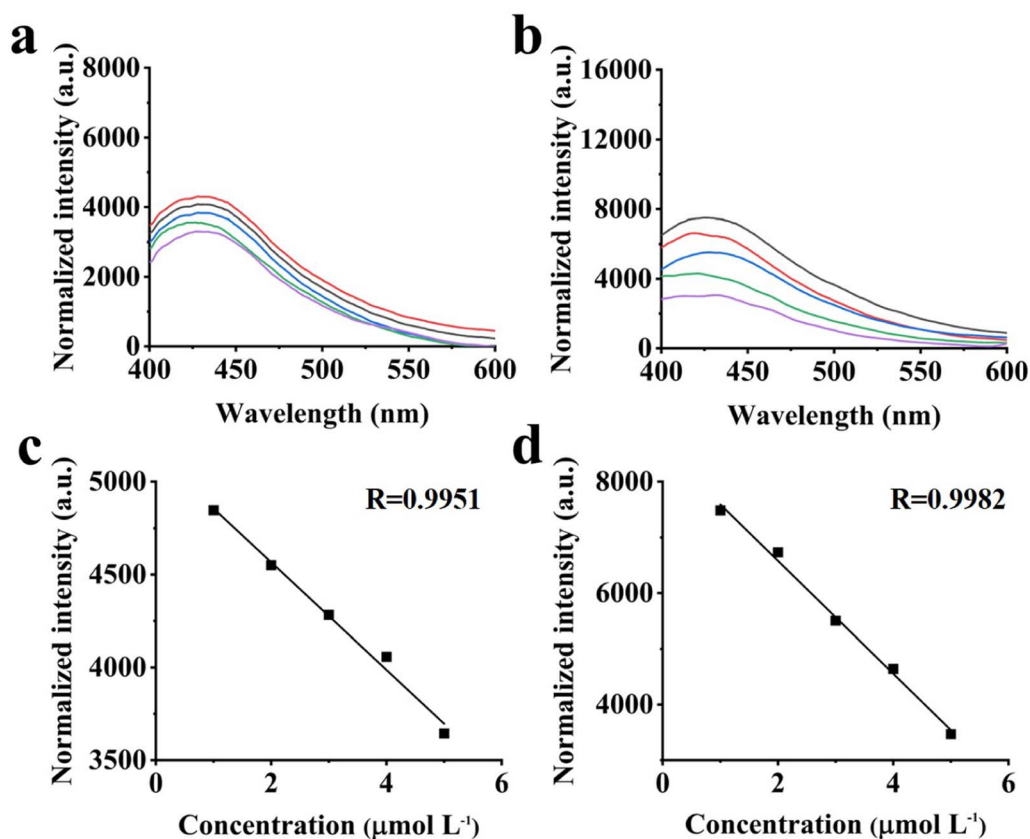 a
Normalized intensity (a.u.)
8000
6000
4000
2000
0
400 450 500 550 600
Wavelength (nm)
b
Normalized intensity (a.u.)
16000
12000
8000
4000
0
400 450 500 550 600
Wavelength (nm)
c
Normalized intensity (a.u.)
5000
4500
4000
3500
R=0.9951
0 2 4 6
Concentration (μmol L⁻¹)
d
Normalized intensity (a.u.)
8000
6000
4000
R=0.9982
0 2 4 6
Concentration (μmol L⁻¹)